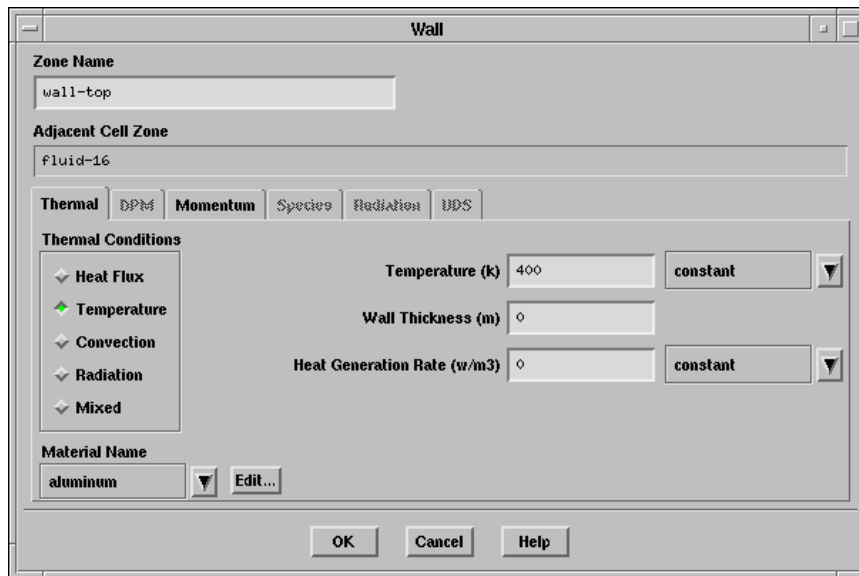 Wall
Zone Name
wall-top
Adjacent Cell Zone
fluid-16
Thermal DPM Momentum Species Radiation UDS
Thermal Conditions
Heat Flux
Temperature
Convection
Radiation
Mixed
Temperature (k) 400 constant
Wall Thickness (m) 0
Heat Generation Rate (w/m3) 0 constant
Material Name
aluminum Edit...
OK Cancel Help